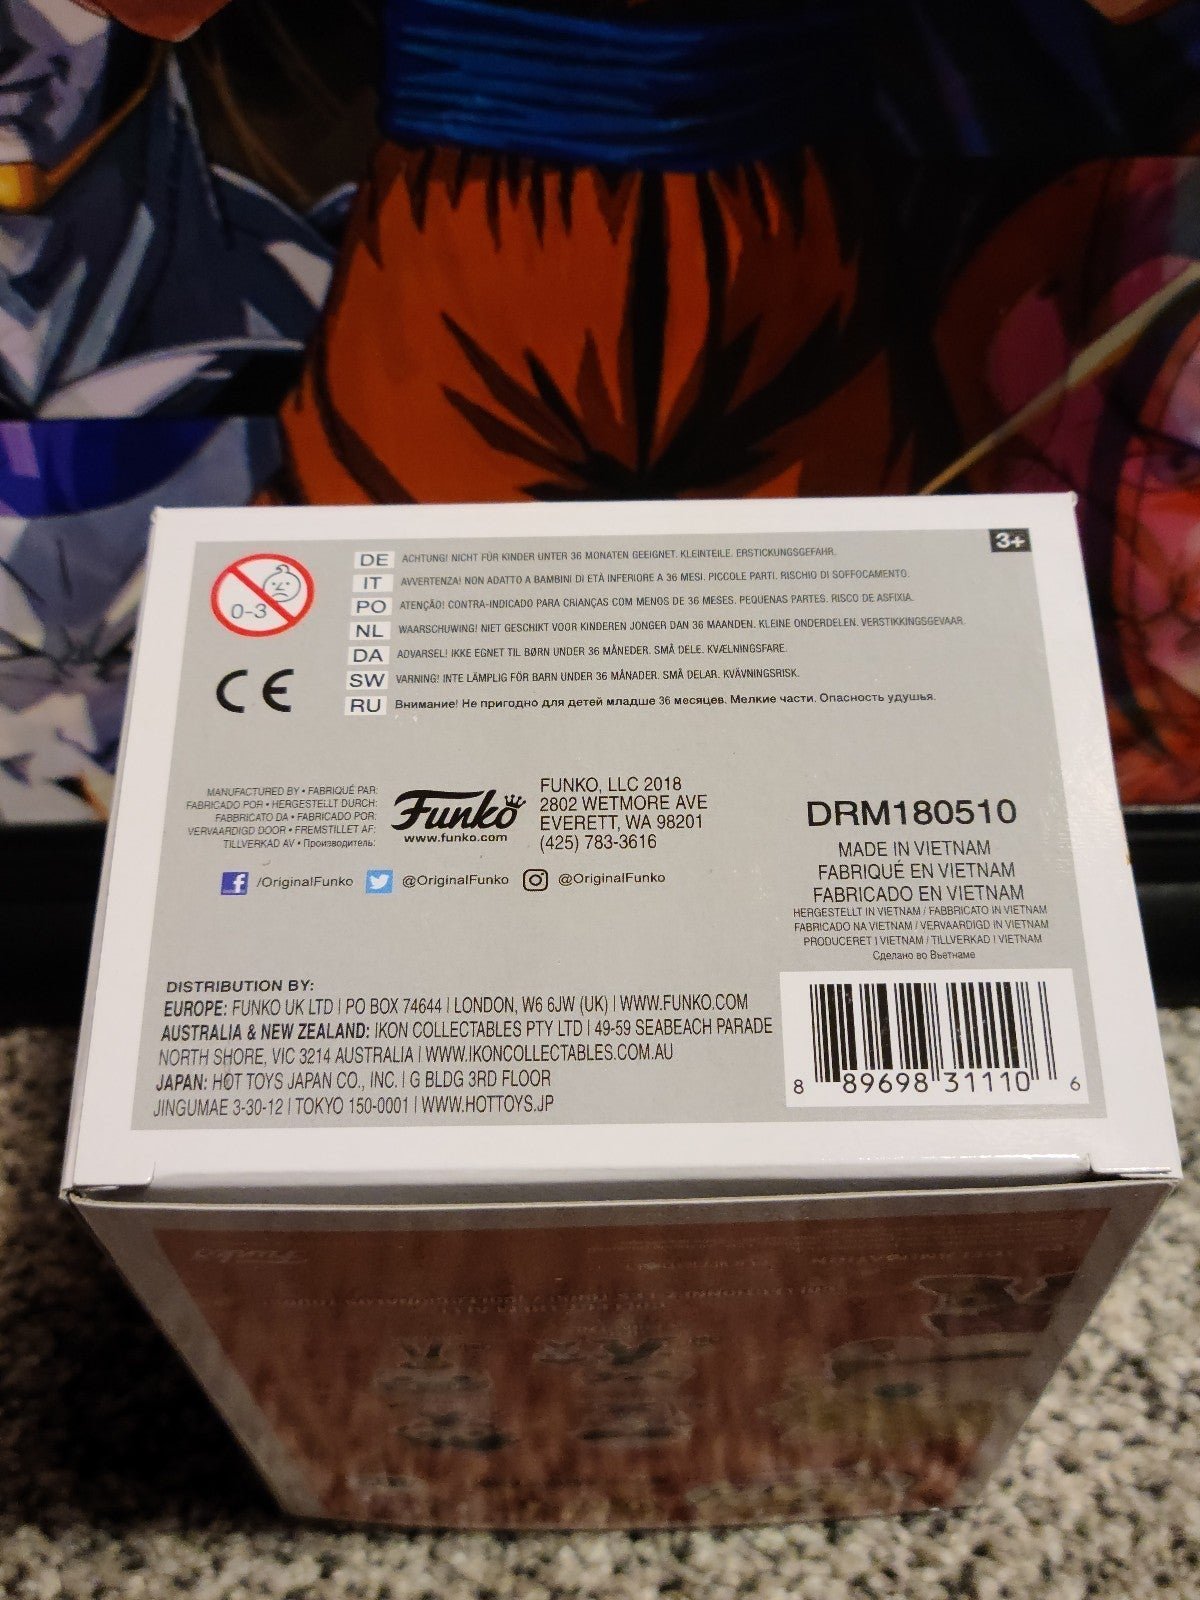 3+
0-3
CE
DE ACHTUNG! NICHT FÜR KINDER UNTER 36 MONATEN GEEIGNET. KLEINTEILE. ERSTICKUNGSGEFAHR.
IT AVVERTENZA! NON ADATTO A BAMBINI DI ETÀ INFERIORE A 36 MESI. PICCOLE PARTI. RISCHIO DI SOFFOCAMENTO.
PO ATENÇÃO! CONTRA-INDICADO PARA CRIANÇAS COM MENOS DE 36 MESES. PEQUENAS PARTES. RISCO DE ASFIXIA.
NL WAARSCHUWING! NIET GESCHIKT VOOR KINDEREN JONGER DAN 36 MAANDEN. KLEINE ONDERDELEN. VERSTIKKINGSGEVAAR.
DA ADVARSEL! IKKE EGNET TIL BØRN UNDER 36 MÅNEDER. SMÅ DELE. KVÆLNINGSFARE.
SW VARNING! INTE LÄMPLIG FÖR BARN UNDER 36 MÅNADER. SMÅ DELAR. KVÄVNINGSRISK.
RU Внимание! Не пригодно для детей младше 36 месяцев. Мелкие части. Опасность удушья.
MANUFACTURED BY • FABRIQUÉ PAR:
FABRICADO POR • HERGESTELLT DURCH:
FABBRICATO DA • FABRICADO POR:
VERVAARDIGD DOOR • FREMSTILLET AF:
TILLVERKAD AV • Производитель:
Funko
www.funko.com
FUNKO, LLC 2018
2802 WETMORE AVE
EVERETT, WA 98201
(425) 783-3616
/OriginalFunko @OriginalFunko @OriginalFunko
DRM180510
MADE IN VIETNAM
FABRIQUÉ EN VIETNAM
FABRICADO EN VIETNAM
HERGESTELLT IN VIETNAM / FABBRICATO IN VIETNAM
FABRICADO NA VIETNAM / VERVAARDIGD IN VIETNAM
PRODUCERET I VIETNAM / TILLVERKAD I VIETNAM
Сделано во Вьетнаме
DISTRIBUTION BY:
EUROPE: FUNKO UK LTD | PO BOX 74644 | LONDON, W6 6JW (UK) | WWW.FUNKO.COM
AUSTRALIA & NEW ZEALAND: IKON COLLECTABLES PTY LTD | 49-59 SEABEACH PARADE
NORTH SHORE, VIC 3214 AUSTRALIA | WWW.IKONCOLLECTABLES.COM.AU
JAPAN: HOT TOYS JAPAN CO., INC. | G BLDG 3RD FLOOR
JINGUMAE 3-30-12 | TOKYO 150-0001 | WWW.HOTTOYS.JP
8 89698 31110 6
Funko